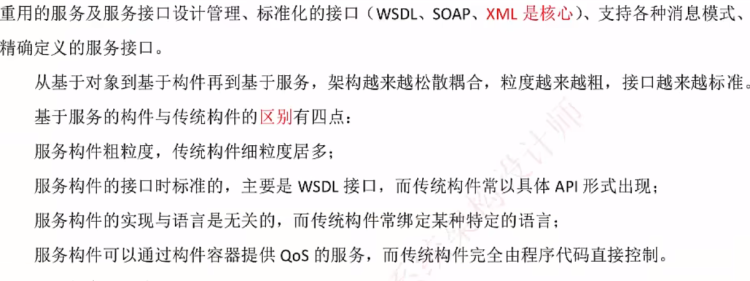 重用的服务及服务接口设计管理、标准化的接口（WSDL、SOAP、XML 是核心）、支持各种消息模式、
精确定义的服务接口。
从基于对象到基于构件再到基于服务，架构越来越松散耦合，粒度越来越粗，接口越来越标准。
基于服务的构件与传统构件的区别有四点：
服务构件粗粒度，传统构件细粒度居多；
服务构件的接口时标准的，主要是 WSDL 接口，而传统构件常以具体 API 形式出现；
服务构件的实现与语言是无关的，而传统构件常绑定某种特定的语言；
服务构件可以通过构件容器提供 QoS 的服务，而传统构件完全由程序代码直接控制。